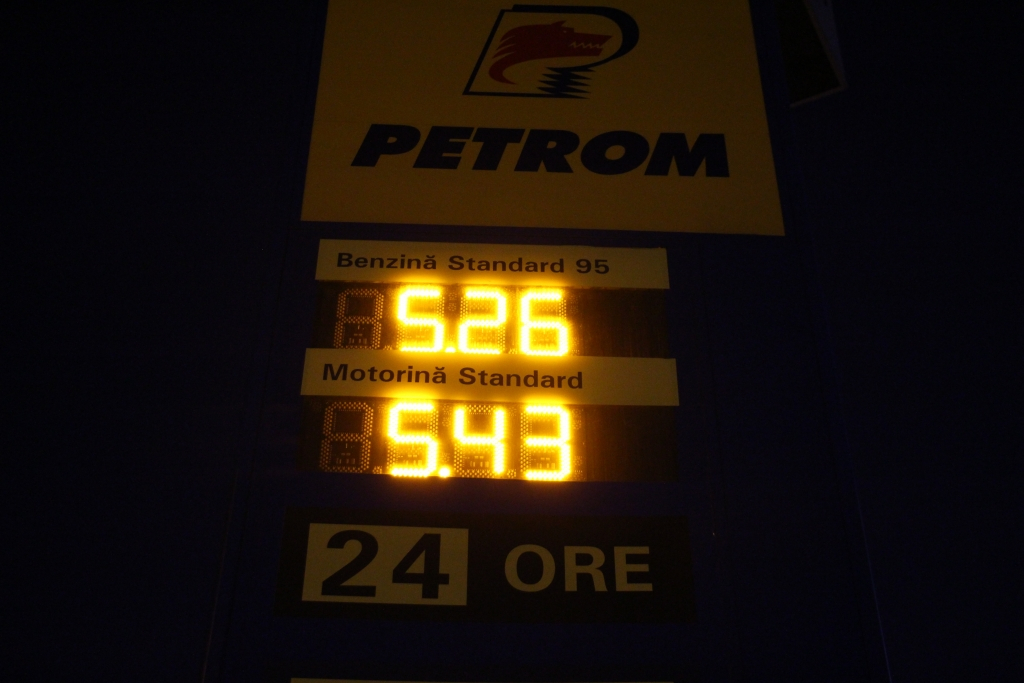 PETROM
Benzină Standard 95
5.26
Motorină Standard
5.43
24 ORE